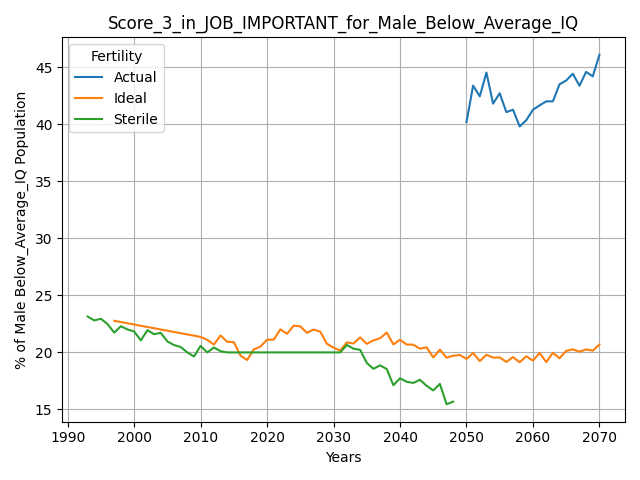 Score_3_in_JOB_IMPORTANT_for_Male_Below_Average_IQ
Fertility
Actual
Ideal
Sterile
% of Male Below_Average_IQ Population
45
40
35
30
25
20
15
1990 2000 2010 2020 2030 2040 2050 2060 2070
Years